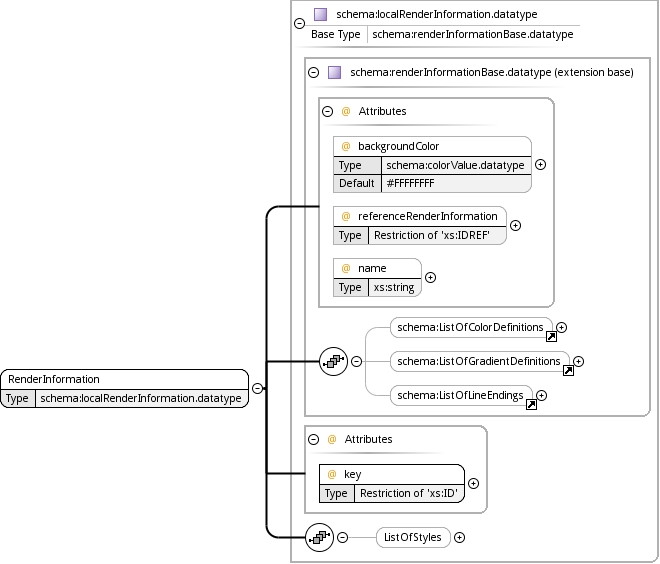 schema:localRenderInformation.datatype
Base Type schema:renderInformationBase.datatype
schema:renderInformationBase.datatype (extension base)
@ Attributes
@ backgroundColor
Type schema:colorValue.datatype
Default #FFFFFFFF
@ referenceRenderInformation
Type Restriction of 'xs:IDREF'
@ name
Type xs:string
schema:ListOfColorDefinitions
schema:ListOfGradientDefinitions
schema:ListOfLineEndings
RenderInformation
Type schema:localRenderInformation.datatype
@ Attributes
@ key
Type Restriction of 'xs:ID'
ListOfStyles